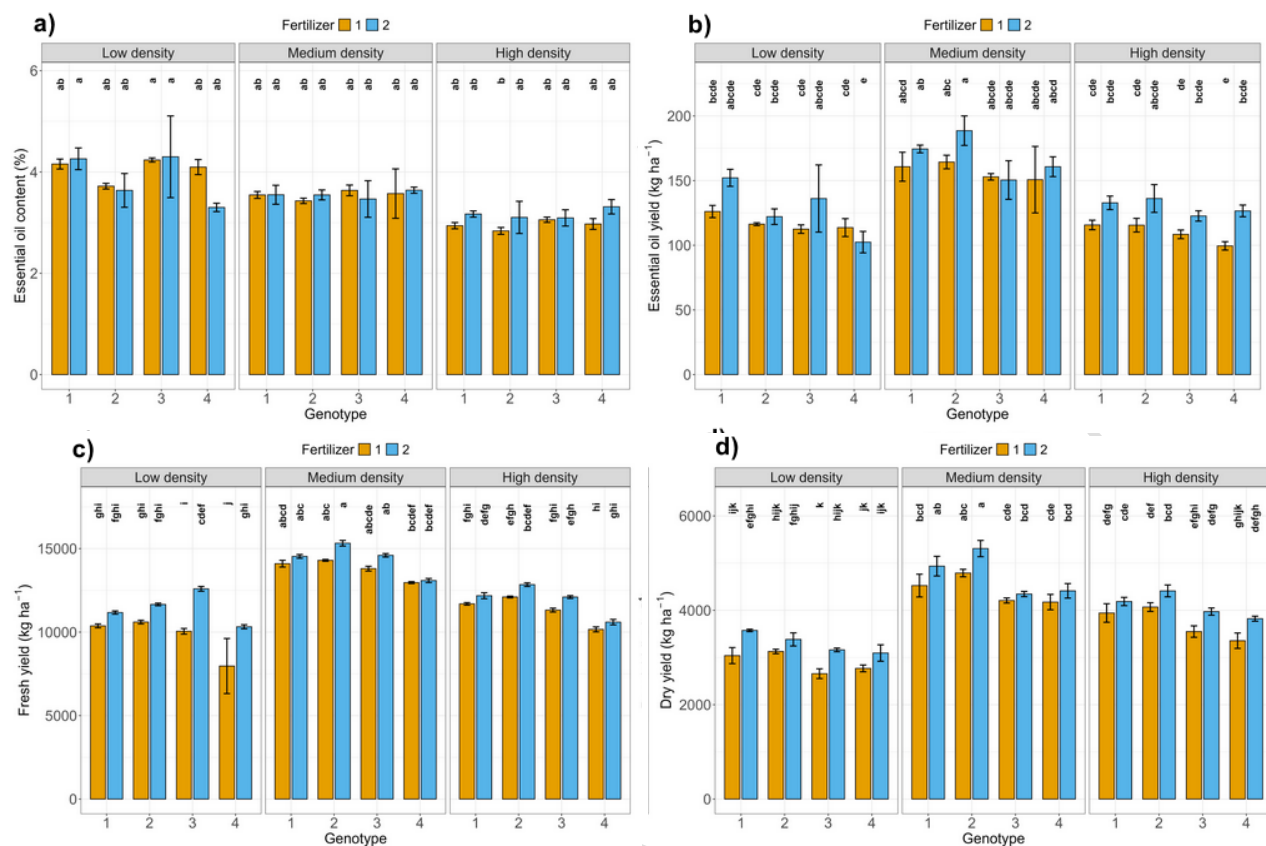 a)
Fertilizer 1 2
Low density Medium density High density
ab a ab ab a a ab ab ab ab ab ab ab ab ab ab ab ab b ab ab ab ab ab
6
4
2
0
Essential oil content (%)
1 2 3 4 1 2 3 4 1 2 3 4
Genotype
b)
Fertilizer 1 2
Low density Medium density High density
bcde abcde cde bcde cde abcde cde e abcd ab abc a abcde abcde abcde abcd cde bcde cde abcde de bcde e bcde
200
150
100
50
0
Essential oil yield (kg ha⁻¹)
1 2 3 4 1 2 3 4 1 2 3 4
Genotype
c)
Fertilizer 1 2
Low density Medium density High density
ghi fghi ghi fghi i cdef j ghi abcd abc abc a abcde ab bcdef bcdef fghi defg efgh bcdef fghi efgh hi ghi
15000
10000
5000
0
Fresh yield (kg ha⁻¹)
1 2 3 4 1 2 3 4 1 2 3 4
Genotype
d)
Fertilizer 1 2
Low density Medium density High density
ijk efghi hijk fghij k hijk jk ijk bcd ab abc a cde bcd cde bcd defg cde def bcd efghi defg ghijk defgh
6000
4000
2000
0
Dry yield (kg ha⁻¹)
1 2 3 4 1 2 3 4 1 2 3 4
Genotype